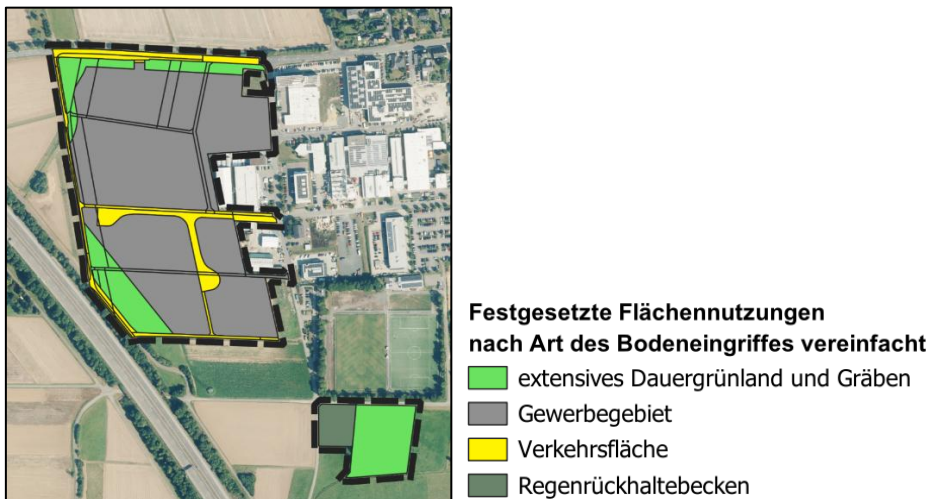 Festgesetzte Flächennutzungen
nach Art des Bodeneingriffes vereinfacht
extensives Dauergrünland und Gräben
Gewerbegebiet
Verkehrsfläche
Regenrückhaltebecken